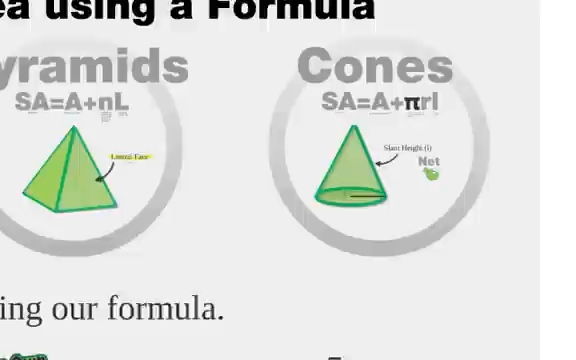 ea using a Formula
yramids
Cones
SA=A+nL
SA=A+πrl
Lateral Face
Slant Height (l)
Net
ing our formula.